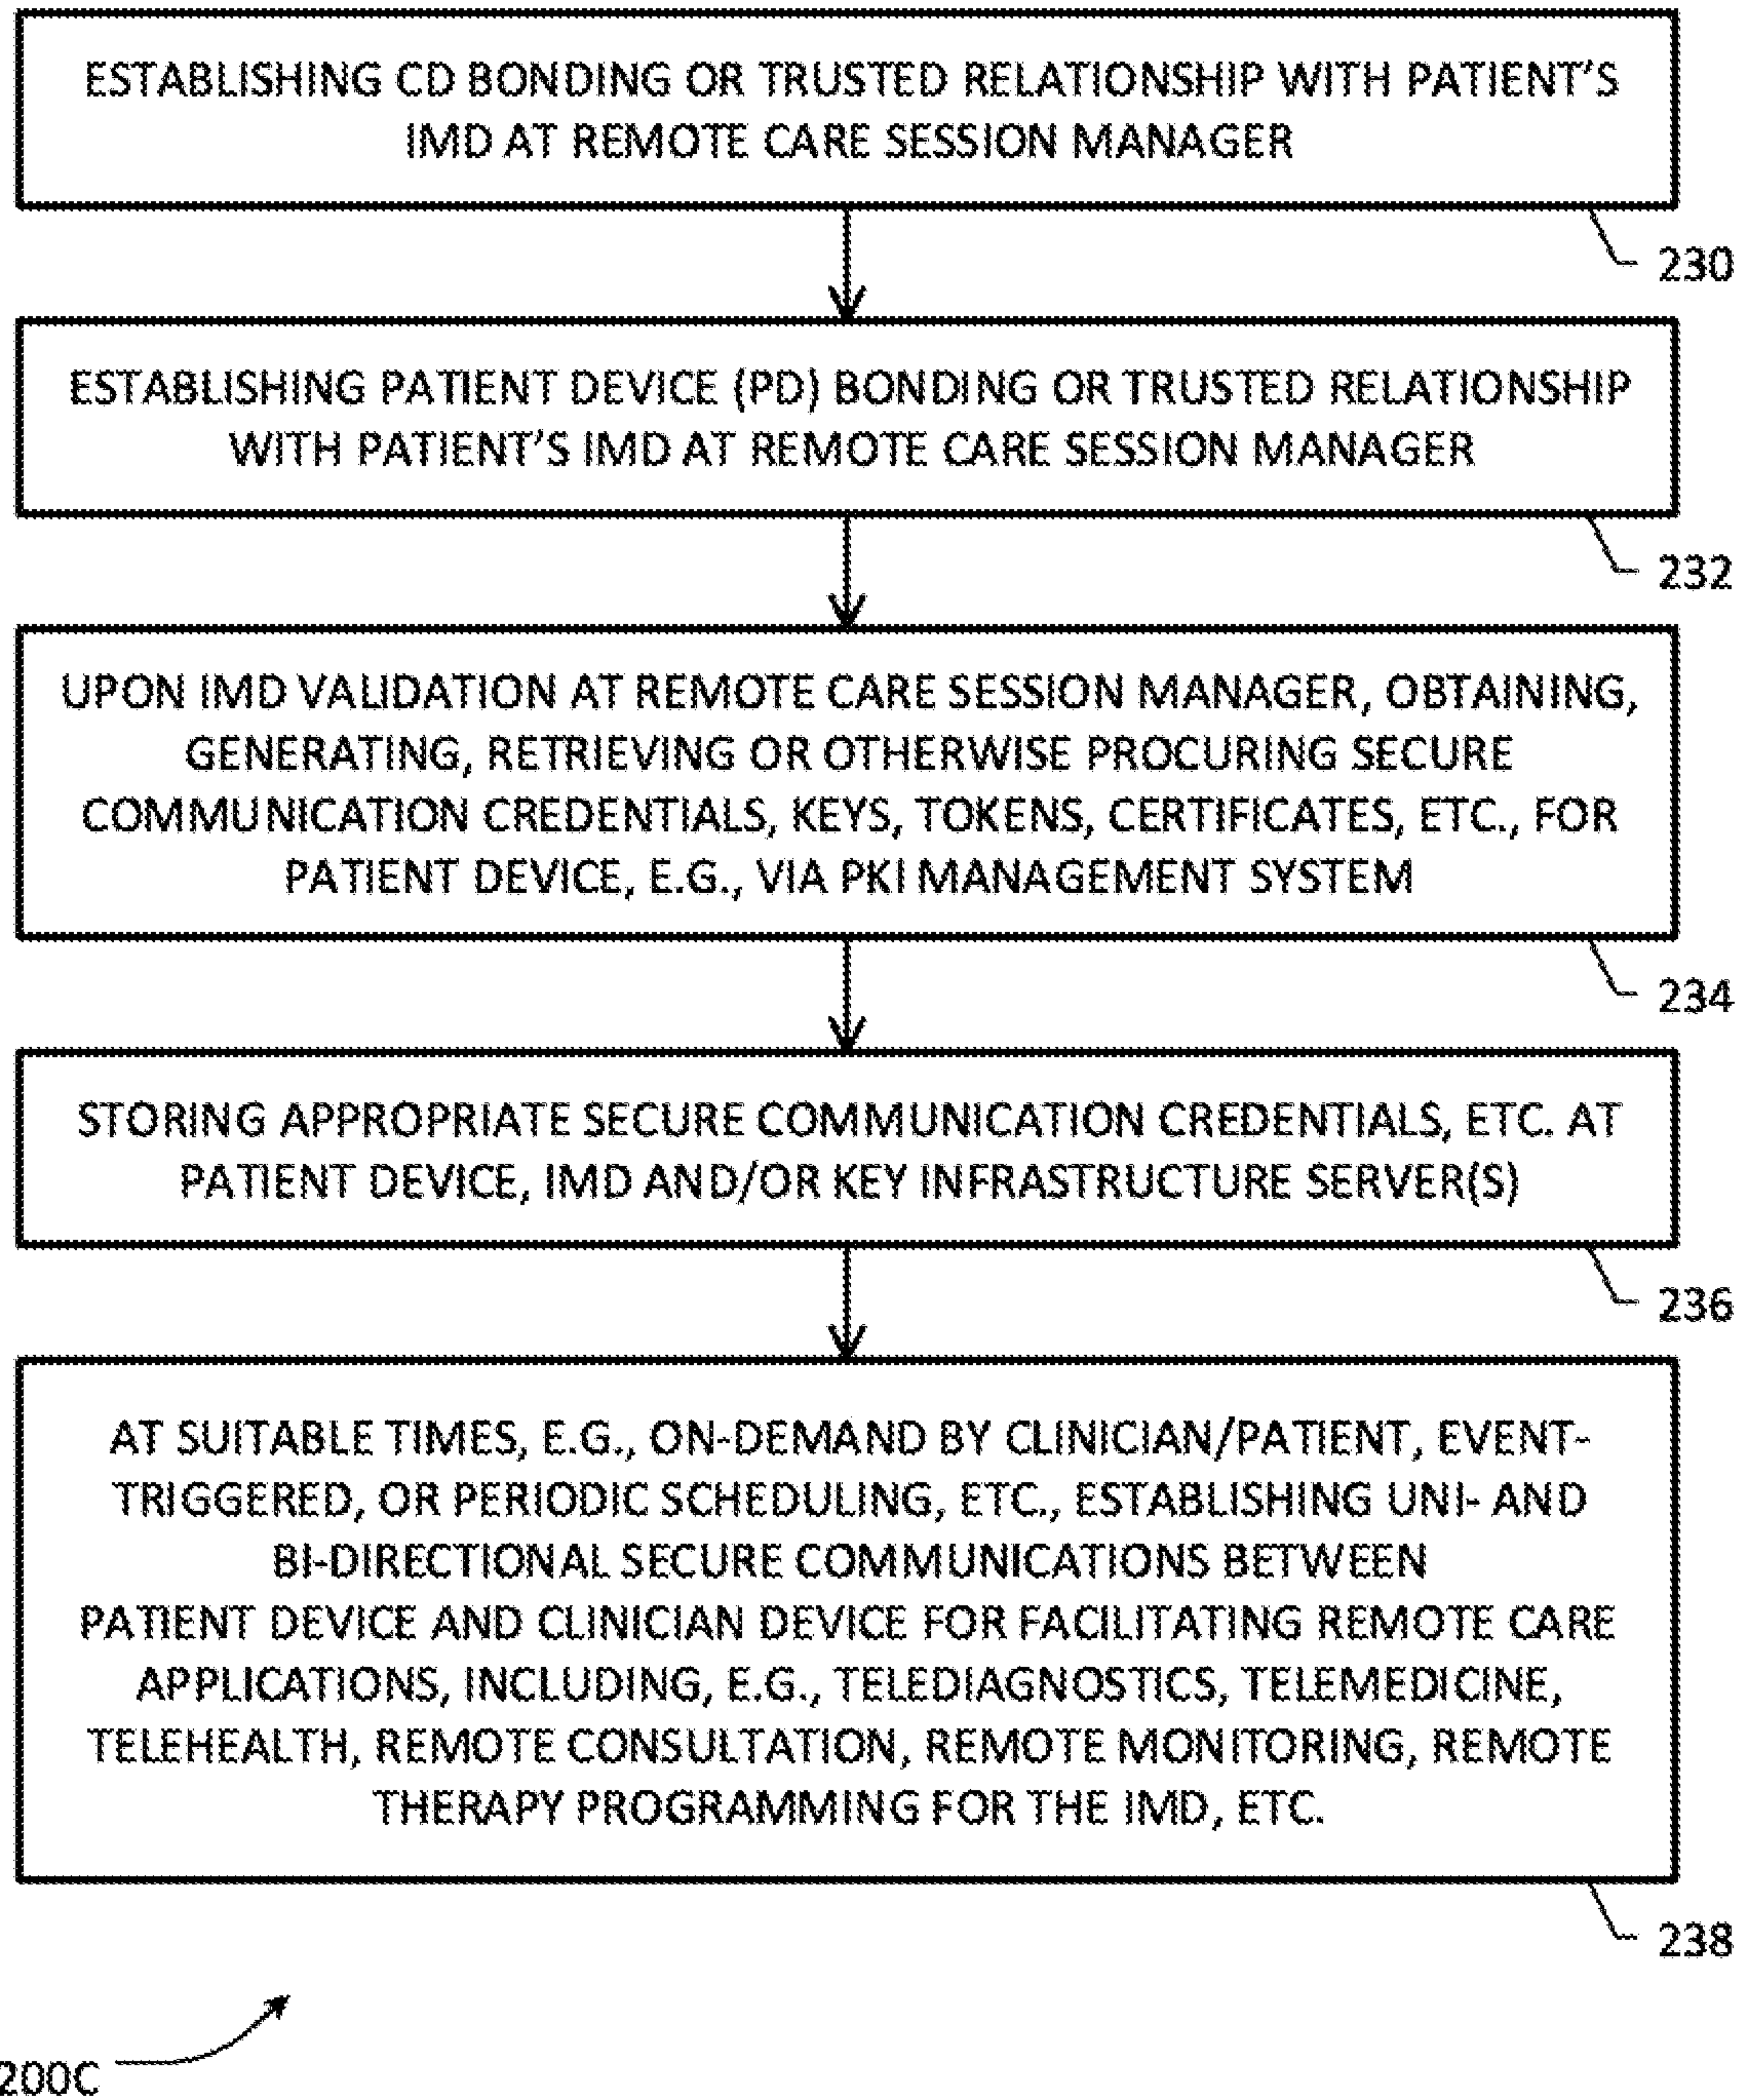 ESTABLISHING CD BONDING OR TRUSTED RELATIONSHIP WITH PATIENT'S
IMD AT REMOTE CARE SESSION MANAGER
230
ESTABLISHING PATIENT DEVICE (PD) BONDING OR TRUSTED RELATIONSHIP
WITH PATIENT'S IMD AT REMOTE CARE SESSION MANAGER
232
UPON IMD VALIDATION AT REMOTE CARE SESSION MANAGER, OBTAINING,
GENERATING, RETRIEVING OR OTHERWISE PROCURING SECURE
COMMUNICATION CREDENTIALS, KEYS, TOKENS, CERTIFICATES, ETC., FOR
PATIENT DEVICE, E.G., VIA PKI MANAGEMENT SYSTEM
234
STORING APPROPRIATE SECURE COMMUNICATION CREDENTIALS, ETC. AT
PATIENT DEVICE, IMD AND/OR KEY INFRASTRUCTURE SERVER(S)
236
AT SUITABLE TIMES, E.G., ON-DEMAND BY CLINICIAN/PATIENT, EVENT-
TRIGGERED, OR PERIODIC SCHEDULING, ETC., ESTABLISHING UNI- AND
BI-DIRECTIONAL SECURE COMMUNICATIONS BETWEEN
PATIENT DEVICE AND CLINICIAN DEVICE FOR FACILITATING REMOTE CARE
APPLICATIONS, INCLUDING, E.G., TELEDIAGNOSTICS, TELEMEDICINE,
TELEHEALTH, REMOTE CONSULTATION, REMOTE MONITORING, REMOTE
THERAPY PROGRAMMING FOR THE IMD, ETC.
238
200C